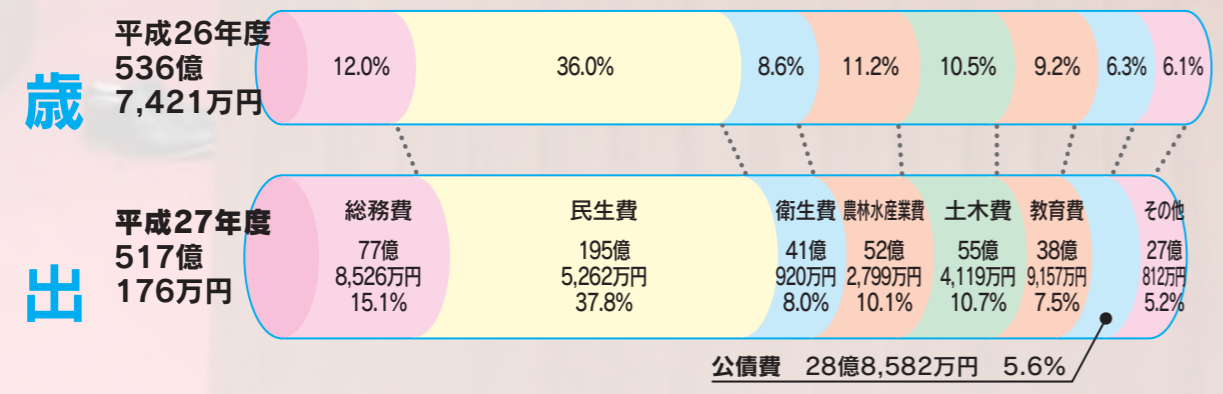 歳出
平成26年度
536億
7,421万円
12.0% 36.0% 8.6% 11.2% 10.5% 9.2% 6.3% 6.1%
平成27年度
517億
176万円
総務費 民生費 衛生費 農林水産業費 土木費 教育費 その他
77億 195億 41億 52億 55億 38億 27億
8,526万円 5,262万円 920万円 2,799万円 4,119万円 9,157万円 812万円
15.1% 37.8% 8.0% 10.1% 10.7% 7.5% 5.2%
公債費 28億8,582万円 5.6%